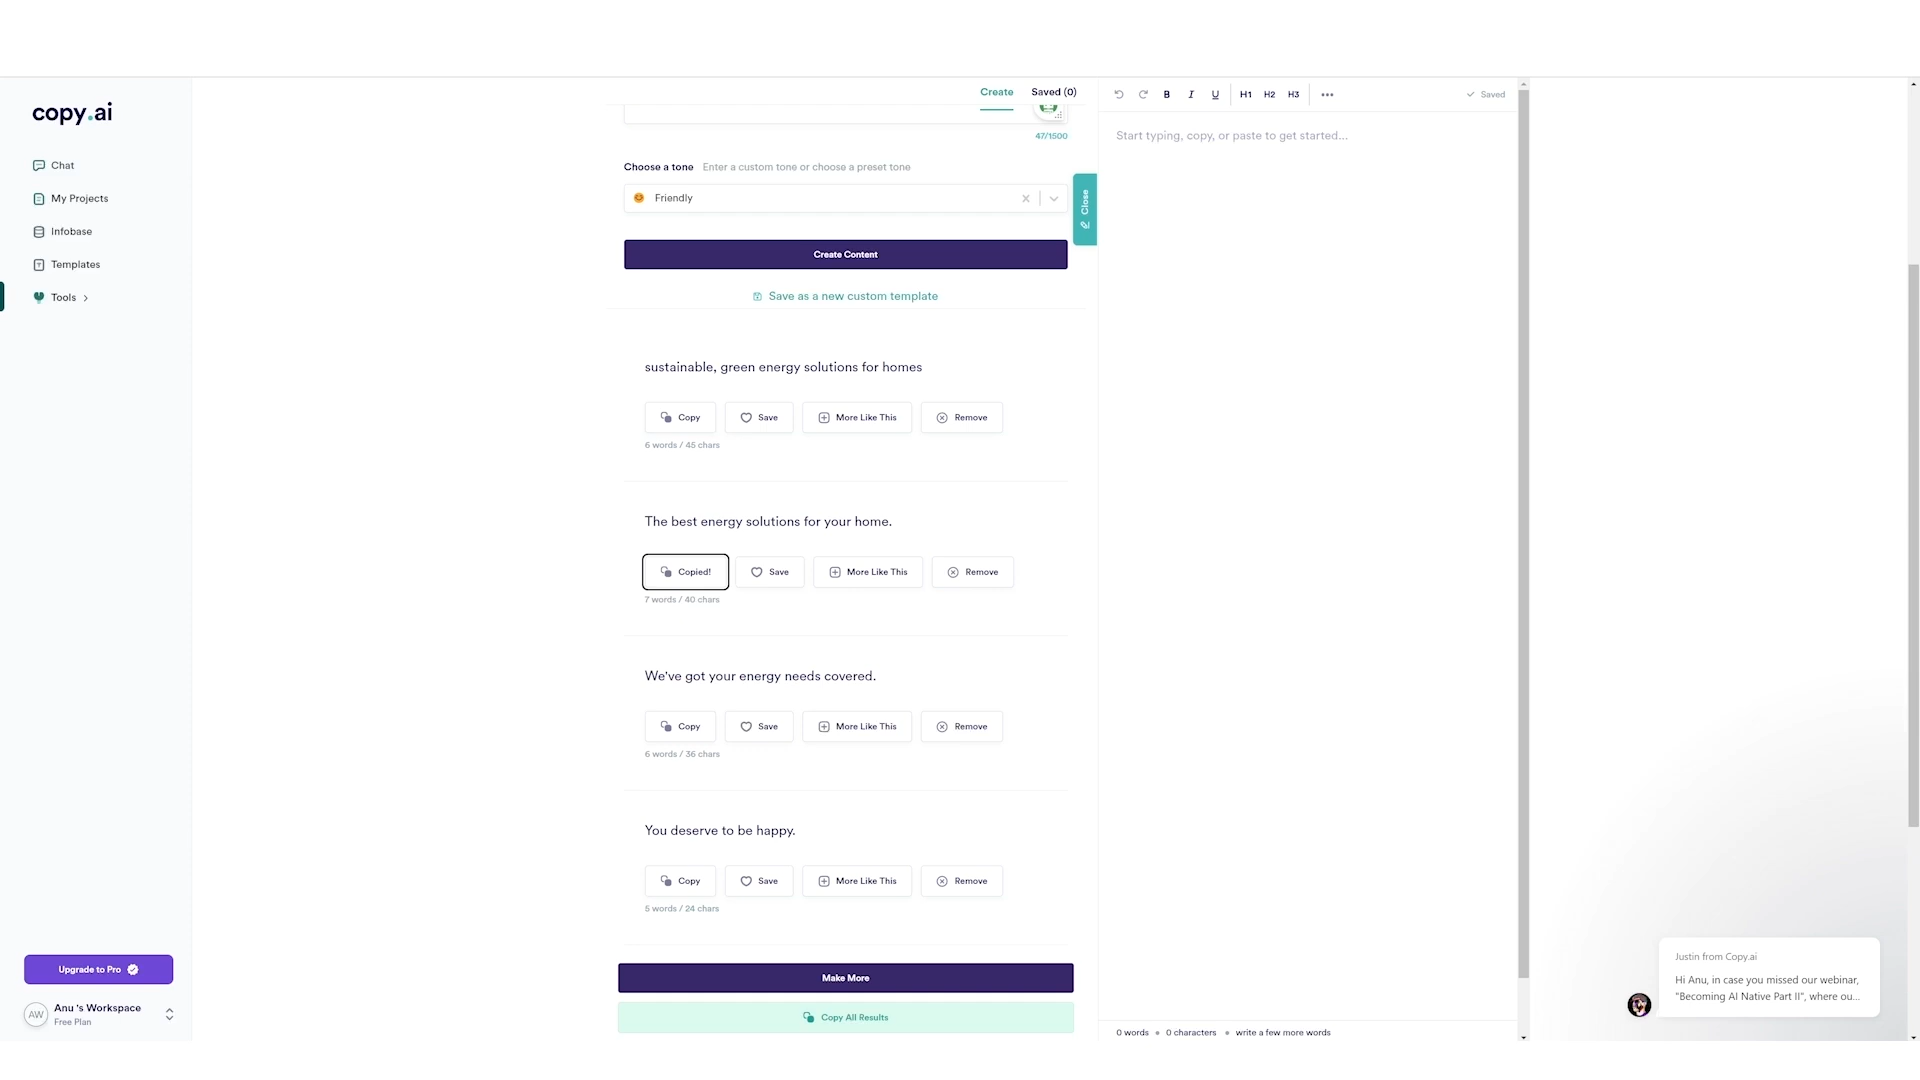 copy.ai
Chat
My Projects
Infobase
Templates
Tools
Upgrade to Pro
AW
Anu 's Workspace
Free Plan
Create
Saved (0)
47/1500
Choose a tone
Enter a custom tone or choose a preset tone
Friendly
Create Content
Save as a new custom template
sustainable, green energy solutions for homes
Copy Save More Like This Remove
6 words / 45 chars
The best energy solutions for your home.
Copied! Save More Like This Remove
7 words / 40 chars
We've got your energy needs covered.
Copy Save More Like This Remove
6 words / 36 chars
You deserve to be happy.
Copy Save More Like This Remove
5 words / 24 chars
Make More
Copy All Results
Close
B I U H1 H2 H3
Saved
Start typing, copy, or paste to get started...
0 words • 0 characters • write a few more words
Justin from Copy.ai
Hi Anu, in case you missed our webinar,
"Becoming AI Native Part II", where ou...